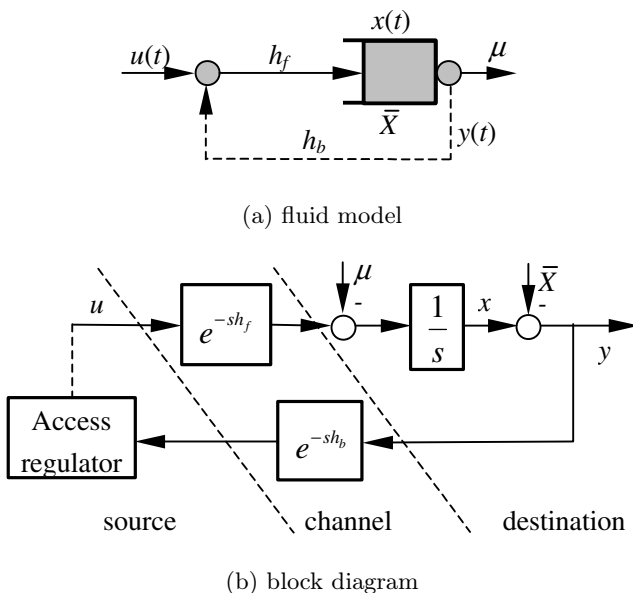 x(t)
u(t)
h_f
μ
X̅
y(t)
h_b
(a) fluid model
μ
-
X̅
-
u
e^{-sh_f}
1/s
x
y
Access
regulator
e^{-sh_b}
source
channel
destination
(b) block diagram